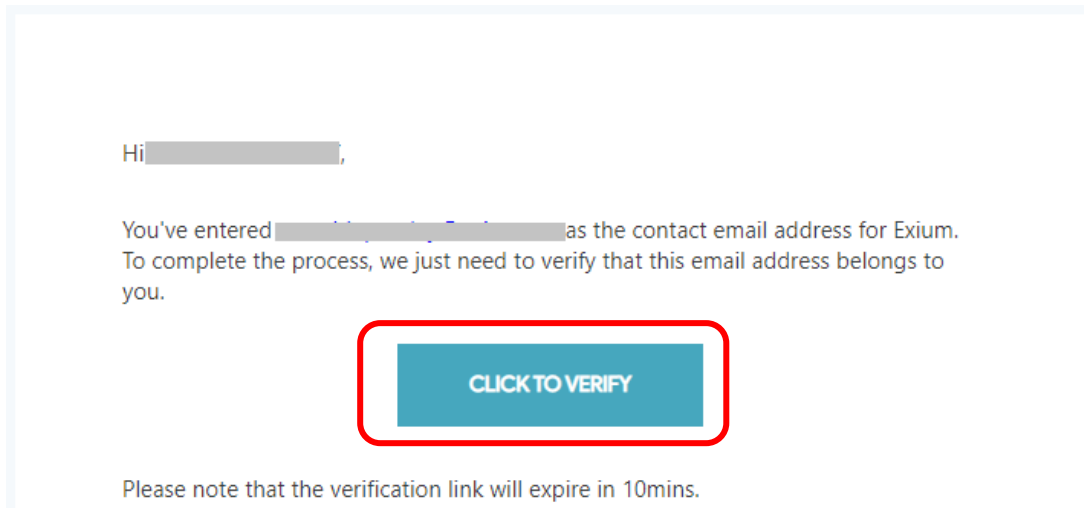 Hi ,
You've entered as the contact email address for Exium.
To complete the process, we just need to verify that this email address belongs to
you.
CLICK TO VERIFY
Please note that the verification link will expire in 10mins.